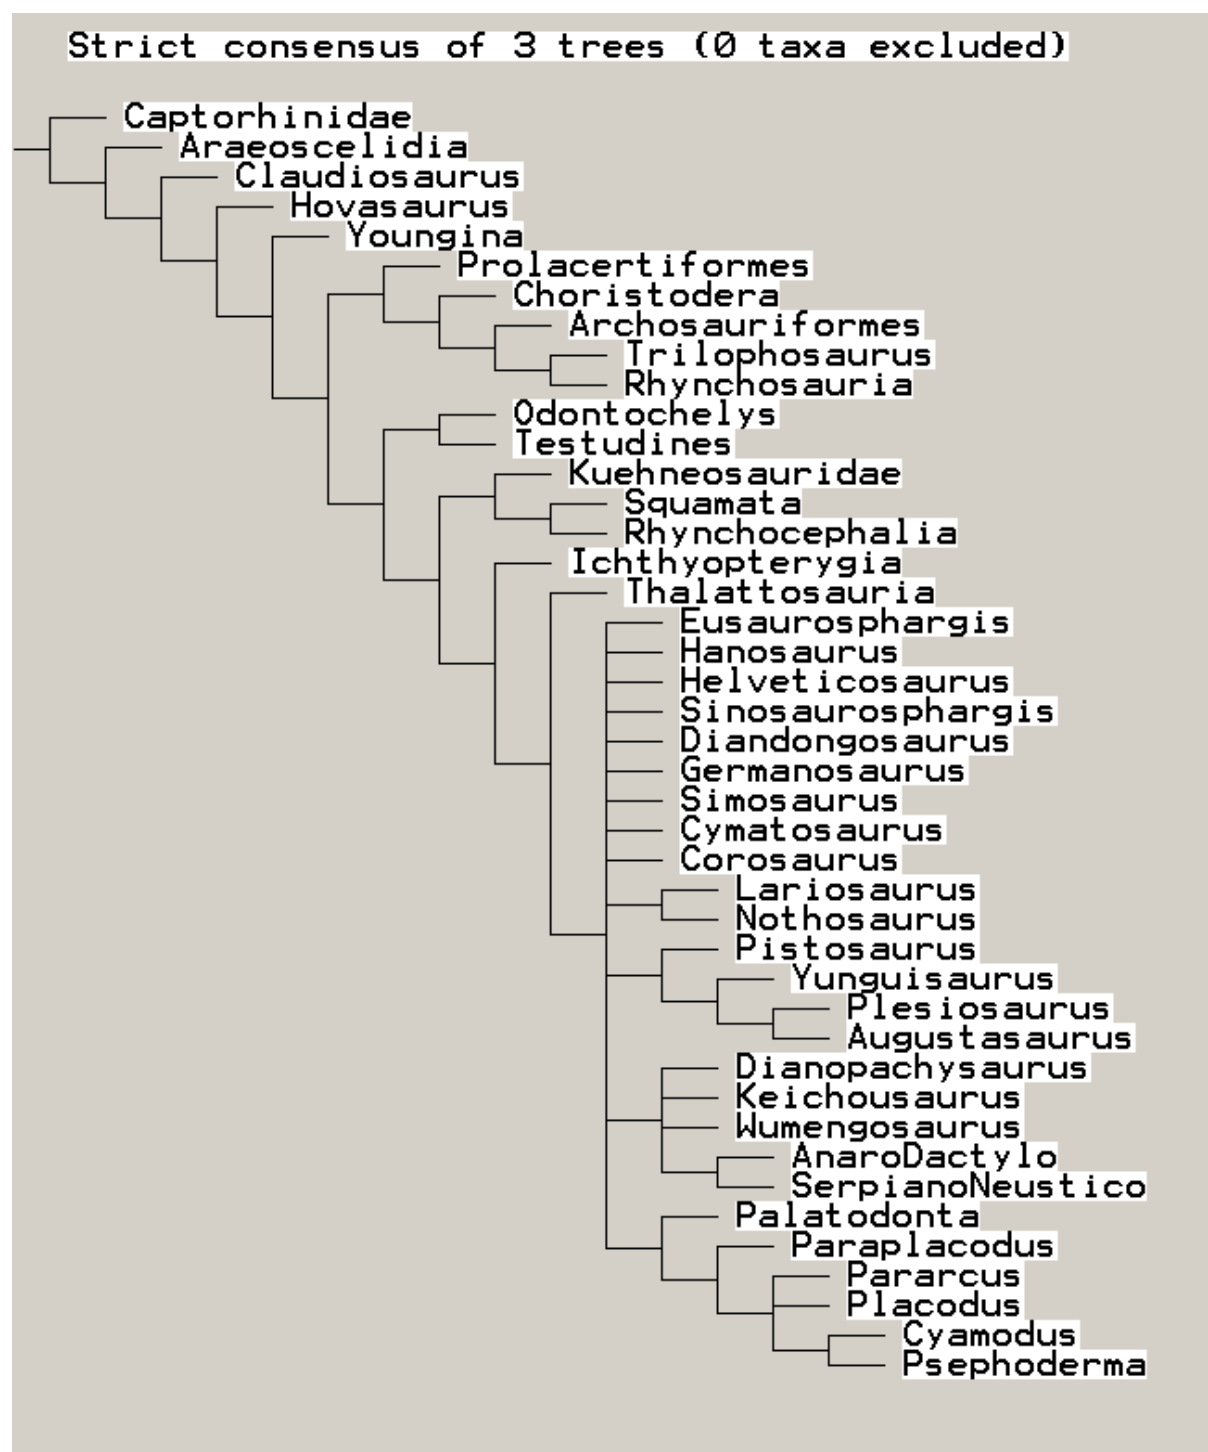 Strict consensus of 3 trees (0 taxa excluded)
Captorhinidae
Araeoscelidia
Claudiosaurus
Hovasaurus
Youngina
Prolacertiformes
Choristodera
Archosauriformes
Trilophosaurus
Rhynchosauria
Odontochelys
Testudines
Kuehneosauridae
Squamata
Rhynchocephalia
Ichthyopterygia
Thalattosauria
Eusaurosphargis
Hanosaurus
Helveticosaurus
Sinosaurosphargis
Diandongosaurus
Germanosaurus
Simosaurus
Cymatosaurus
Corosaurus
Lariosaurus
Nothosaurus
Pistosaurus
Yunguisaurus
Plesiosaurus
Augustasaurus
Dianopachysaurus
Keichousaurus
Wumengosaurus
AnaroDactylo
SerpianoNeustico
Palatodonta
Paraplacodus
Pararcus
Placodus
Cyamodus
Psephoderma